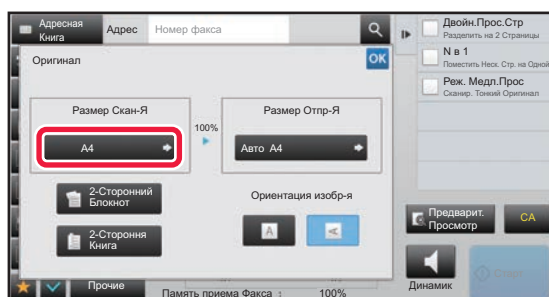 Адресная
Книга
Адрес
Номер факса
Двойн.Прос.Стр
Разделить на 2 Страницы
N в 1
Поместить Неск. Стр. на Одной
Реж. Медл.Прос
Сканир. Тонкий Оригинал
Оригинал
OK
Размер Скан-Я
100%
Размер Отпр-Я
A4
Авто A4
2-Сторонний
Блокнот
2-Стороння
Книга
Ориентация изобр-я
A
A
Предварит.
Просмотр
CA
Динамик
Старт
Прочие
Память приема Факса :
100%